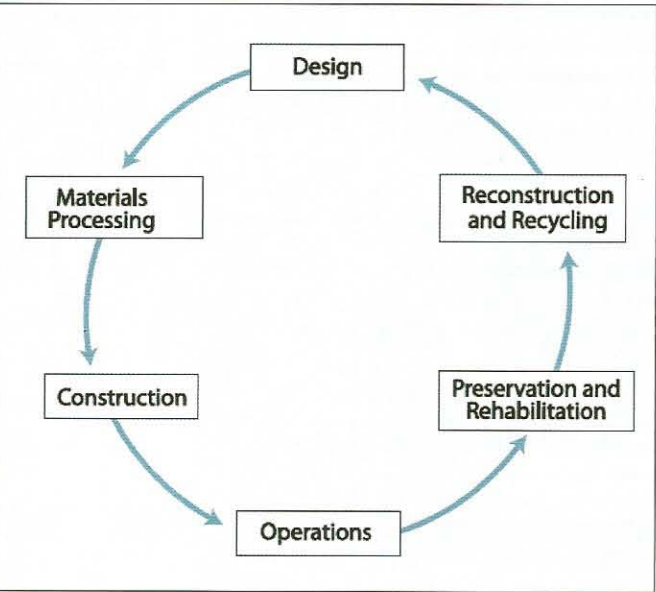 Design
Materials
Processing
Construction
Operations
Preservation and
Rehabilitation
Reconstruction
and Recycling